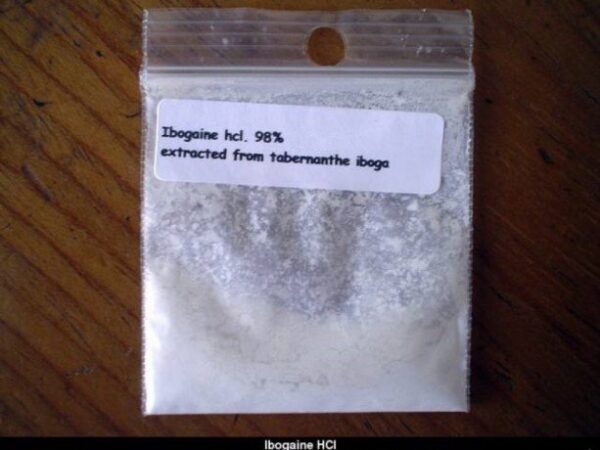 Ibogaine hcl. 98%
extracted from tabernanthe iboga
Ibogaine HCl